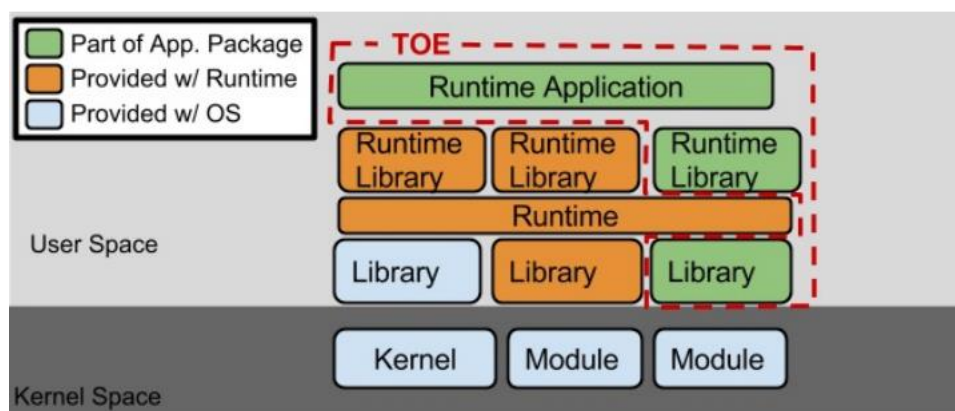 Part of App. Package
Provided w/ Runtime
Provided w/ OS
TOE
Runtime Application
Runtime
Library
Runtime
Library
Runtime
Library
Runtime
User Space
Library
Library
Library
Kernel
Module
Module
Kernel Space